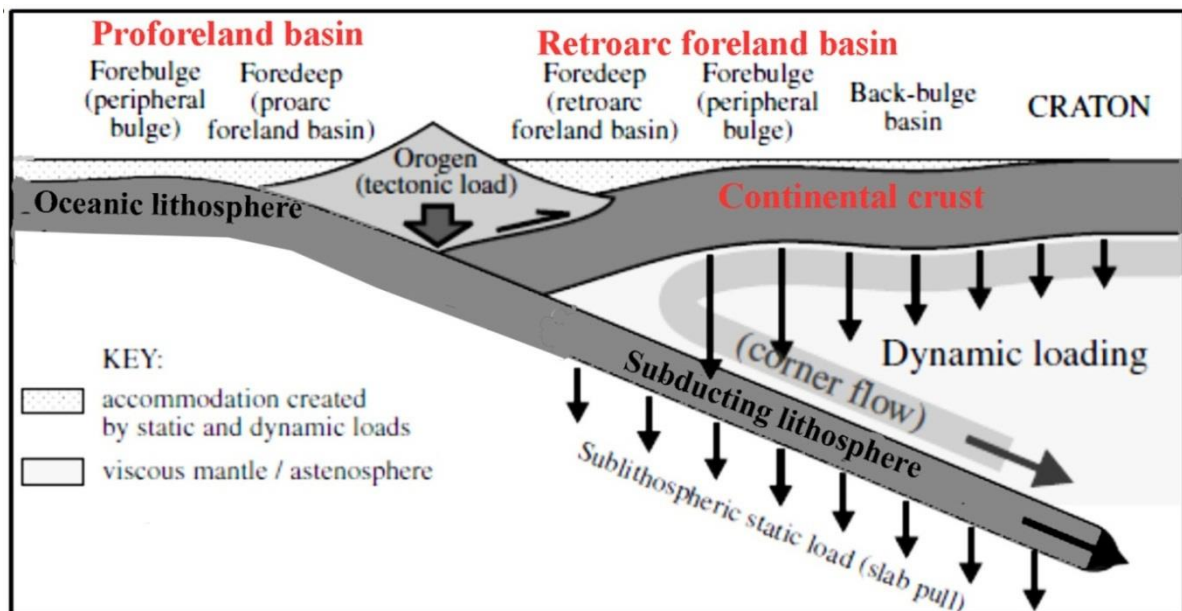 Proforeland basin
Retroarc foreland basin
Forebulge
(peripheral
bulge)
Foredeep
(proarc
foreland basin)
Foredeep
(retroarc
foreland basin)
Forebulge
(peripheral
bulge)
Back-bulge
basin
CRATON
Orogen
(tectonic load)
Oceanic lithosphere
Continental crust
Dynamic loading
(corner flow)
Subducting lithosphere
Sublithospheric static load (slab pull)
KEY:
accommodation created
by static and dynamic loads
viscous mantle / astenosphere